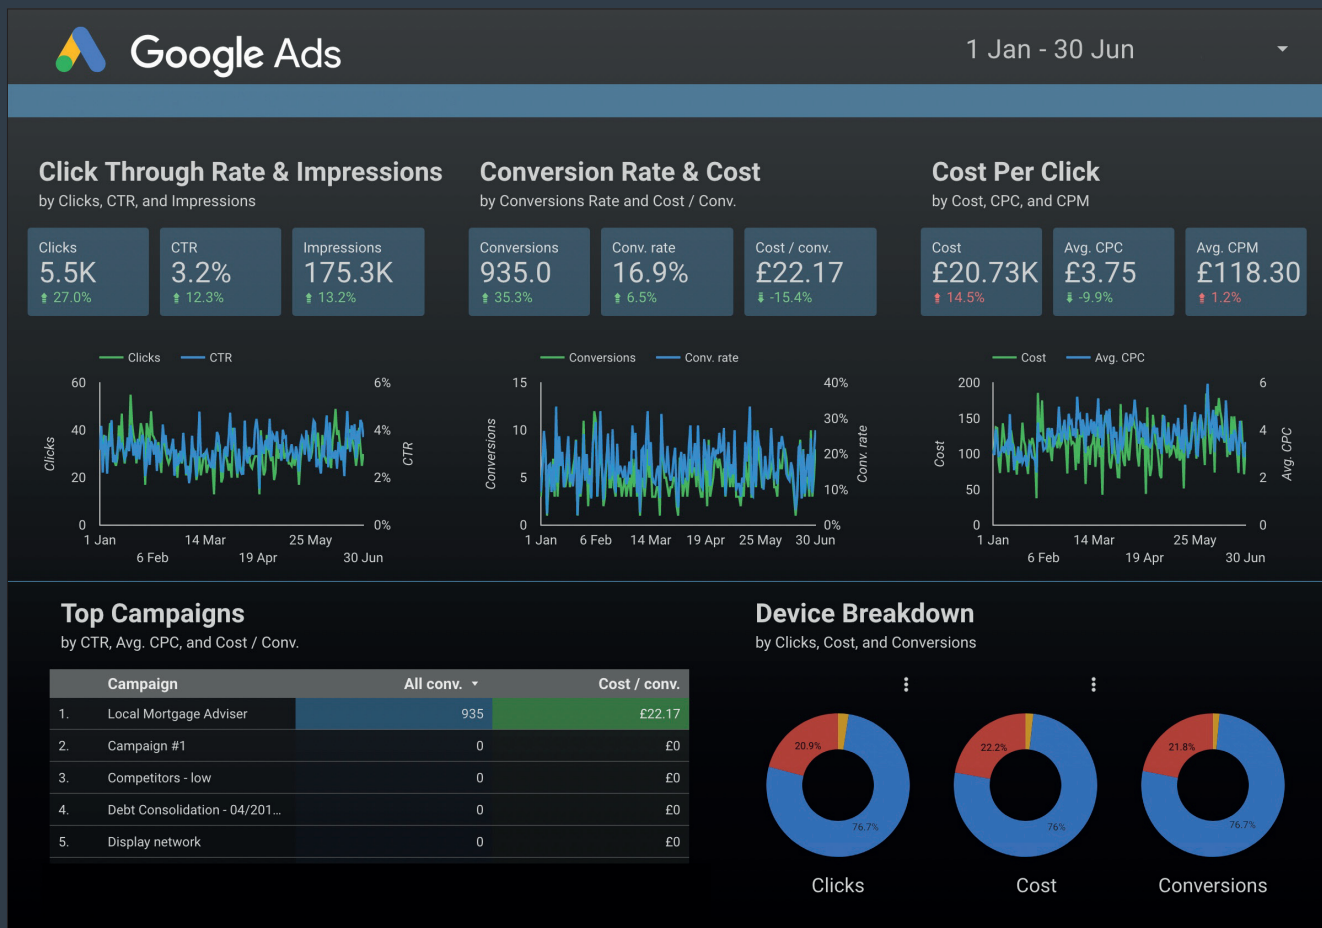 Google Ads
1 Jan - 30 Jun
Click Through Rate & Impressions
by Clicks, CTR, and Impressions
Clicks
5.5K
27.0%
CTR
3.2%
12.3%
Impressions
175.3K
13.2%
Clicks
CTR
60
40
20
0
Clicks
6%
4%
2%
0%
CTR
1 Jan
14 Mar
25 May
6 Feb
19 Apr
30 Jun
Conversion Rate & Cost
by Conversions Rate and Cost / Conv.
Conversions
935.0
35.3%
Conv. rate
16.9%
6.5%
Cost / conv.
£22.17
-15.4%
Conversions
Conv. rate
15
10
5
0
Conversions
40%
30%
20%
10%
0%
Conv. rate
1 Jan
6 Feb
14 Mar
19 Apr
25 May
30 Jun
Cost Per Click
by Cost, CPC, and CPM
Cost
£20.73K
14.5%
Avg. CPC
£3.75
-9.9%
Avg. CPM
£118.30
1.2%
Cost
Avg. CPC
200
150
100
50
0
Cost
6
4
2
0
Avg. CPC
1 Jan
14 Mar
25 May
6 Feb
19 Apr
30 Jun
Top Campaigns
by CTR, Avg. CPC, and Cost / Conv.
Campaign All conv. Cost / conv.
1. Local Mortgage Adviser 935 £22.17
2. Campaign #1 0 £0
3. Competitors - low 0 £0
4. Debt Consolidation - 04/201... 0 £0
5. Display network 0 £0
Device Breakdown
by Clicks, Cost, and Conversions
20.9%
76.7%
Clicks
22.2%
76%
Cost
21.8%
76.7%
Conversions